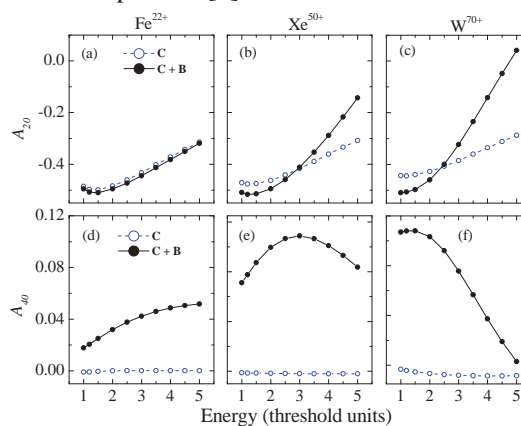 Fe²²⁺ Xe⁵⁰⁺ W⁷⁰⁺
(a) (b) (c)
C
C + B
0.0
-0.2
-0.4
A₂₀
(d) (e) (f)
C
C + B
0.12
0.08
0.04
0.00
A₄₀
1 2 3 4 5 1 2 3 4 5 1 2 3 4 5
Energy (threshold units)